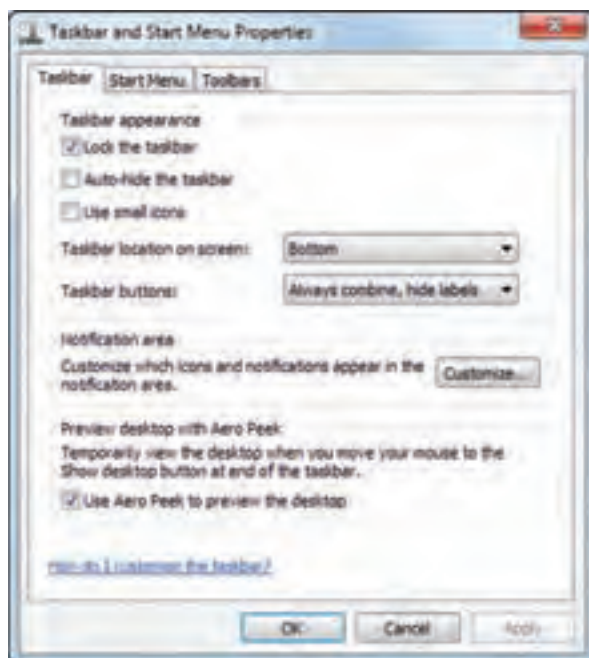 Taskbar and Start Menu Properties
Taskbar Start Menu Toolbars
Taskbar appearance
Lock the taskbar
Auto-hide the taskbar
Use small icons
Taskbar location on screen: Bottom
Taskbar buttons: Always combine, hide labels
Notification area
Customize which icons and notifications appear in the
notification area.
Customize...
Preview desktop with Aero Peek
Temporarily view the desktop when you move your mouse to the
Show desktop button at end of the taskbar.
Use Aero Peek to preview the desktop
How do I customize the taskbar?
OK Cancel Apply